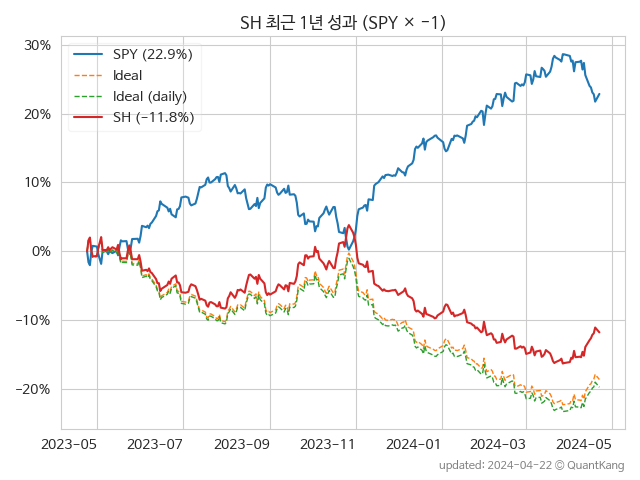 SH 최근 1년 성과 (SPY × −1)
SPY (22.9%)
Ideal
Ideal (daily)
SH (−11.8%)
30%
20%
10%
0%
−10%
−20%
2023−05 2023−07 2023−09 2023−11 2024−01 2024−03 2024−05
updated: 2024−04−22 © QuantKang